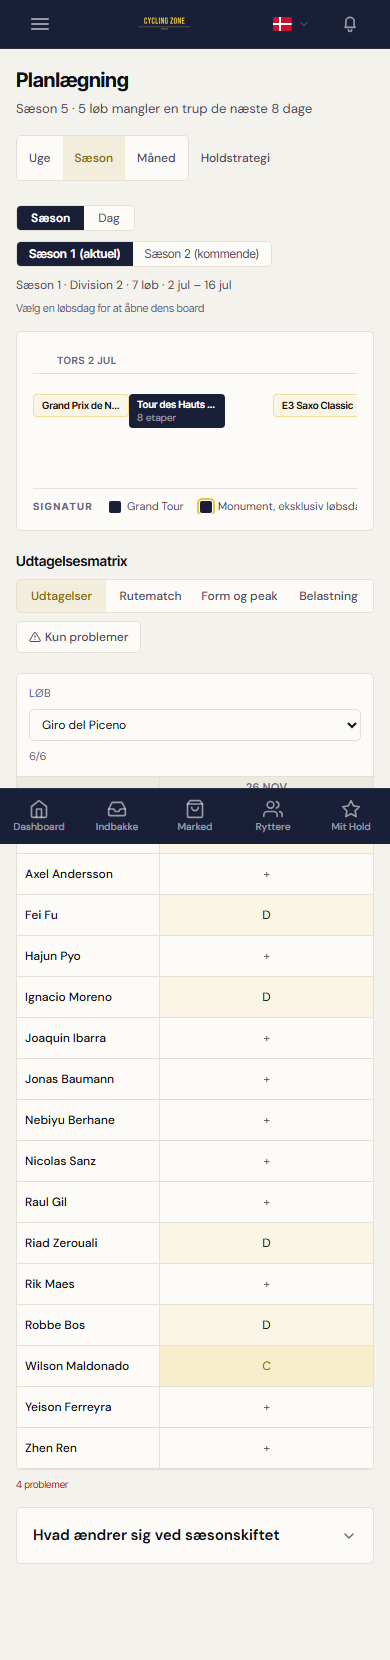 CYCLING ZONE
Planlægning
Sæson 5 · 5 løb mangler en trup de næste 8 dage
Uge
Sæson
Måned
Holdstrategi
Sæson
Dag
Sæson 1 (aktuel)
Sæson 2 (kommende)
Sæson 1 · Division 2 · 7 løb · 2 jul – 16 jul
Vælg en løbsdag for at åbne dens board
TORS 2 JUL
Grand Prix de N...
Tour des Hauts ...
8 etaper
E3 Saxo Classic
SIGNATUR
Grand Tour
Monument, eksklusiv løbsda
Udtagelsesmatrix
Udtagelser
Rutematch
Form og peak
Belastning
Kun problemer
LØB
Giro del Piceno
6/6
26 NOV
Dashboard
Indbakke
Marked
Ryttere
Mit Hold
Axel Andersson +
Fei Fu D
Hajun Pyo +
Ignacio Moreno D
Joaquin Ibarra +
Jonas Baumann +
Nebiyu Berhane +
Nicolas Sanz +
Raul Gil +
Riad Zerouali D
Rik Maes +
Robbe Bos D
Wilson Maldonado C
Yeison Ferreyra +
Zhen Ren +
4 problemer
Hvad ændrer sig ved sæsonskiftet